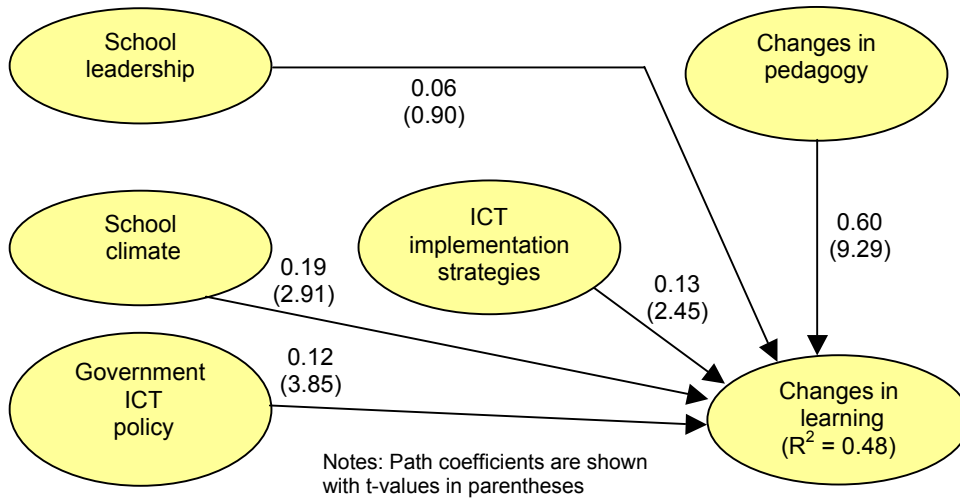 School
leadership
Changes in
pedagogy
0.06
(0.90)
School
climate
ICT
implementation
strategies
0.60
(9.29)
0.19
(2.91)
0.13
(2.45)
Government
ICT
policy
0.12
(3.85)
Changes in
learning
(R² = 0.48)
Notes: Path coefficients are shown
with t-values in parentheses